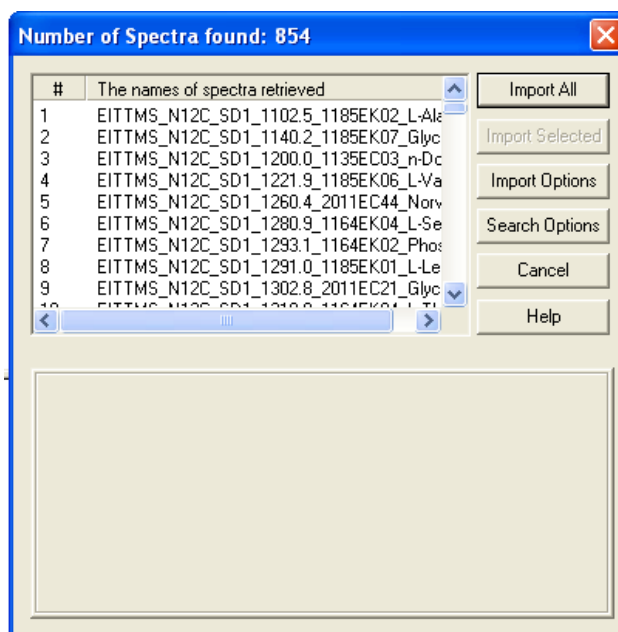 Number of Spectra found: 854
# The names of spectra retrieved
1 EITTMS_N12C_SD1_1102.5_1185EK02_L-Ala
2 EITTMS_N12C_SD1_1140.2_1185EK07_Glyc
3 EITTMS_N12C_SD1_1200.0_1135EC03_n-Do
4 EITTMS_N12C_SD1_1221.9_1185EK06_L-Va
5 EITTMS_N12C_SD1_1260.4_2011EC44_Norv
6 EITTMS_N12C_SD1_1280.9_1164EK04_L-Se
7 EITTMS_N12C_SD1_1293.1_1164EK02_Phos
8 EITTMS_N12C_SD1_1291.0_1185EK01_L-Le
9 EITTMS_N12C_SD1_1302.8_2011EC21_Glyc
Import All
Import Selected
Import Options
Search Options
Cancel
Help